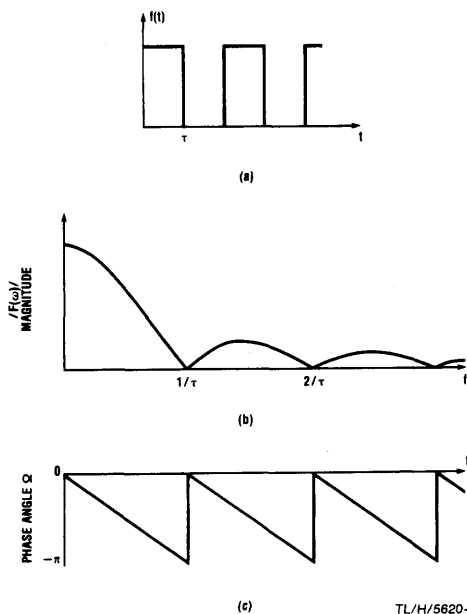 f(t)
τ
t
(a)
/F(ω)/
MAGNITUDE
1/τ
2/τ
f
(b)
0
f
PHASE ANGLE Ω
−π
(c)
TL/H/5620-